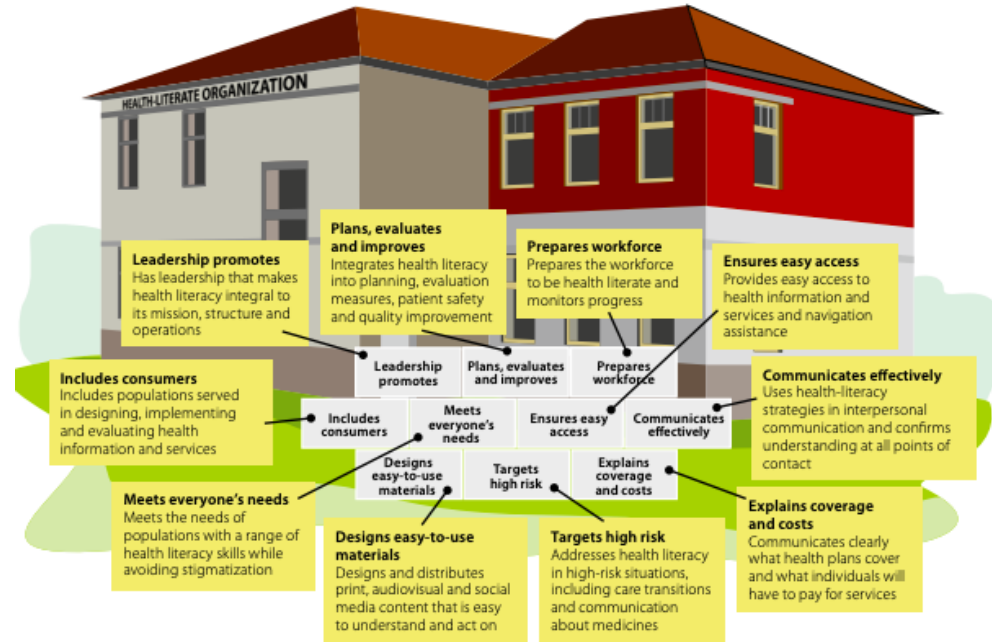 HEALTH-LITERATE ORGANIZATION
Leadership promotes
Has leadership that makes
health literacy integral to
its mission, structure and
operations
Plans, evaluates
and improves
Integrates health literacy
into planning, evaluation
measures, patient safety
and quality improvement
Prepares workforce
Prepares the workforce
to be health literate and
monitors progress
Ensures easy access
Provides easy access to
health information and
services and navigation
assistance
Leadership
promotes
Plans, evaluates
and improves
Prepares
workforce
Includes consumers
Includes populations served
in designing, implementing
and evaluating health
information and services
Includes
consumers
Meets
everyone's
needs
Ensures easy
access
Communicates
effectively
Communicates effectively
Uses health-literacy
strategies in interpersonal
communication and confirms
understanding at all points of
contact
Designs
easy-to-use
materials
Targets
high risk
Explains
coverage
and costs
Meets everyone's needs
Meets the needs of
populations with a range of
health literacy skills while
avoiding stigmatization
Designs easy-to-use
materials
Designs and distributes
print, audiovisual and social
media content that is easy
to understand and act on
Targets high risk
Addresses health literacy
in high-risk situations,
including care transitions
and communication
about medicines
Explains coverage
and costs
Communicates clearly
what health plans cover
and what individuals will
have to pay for services